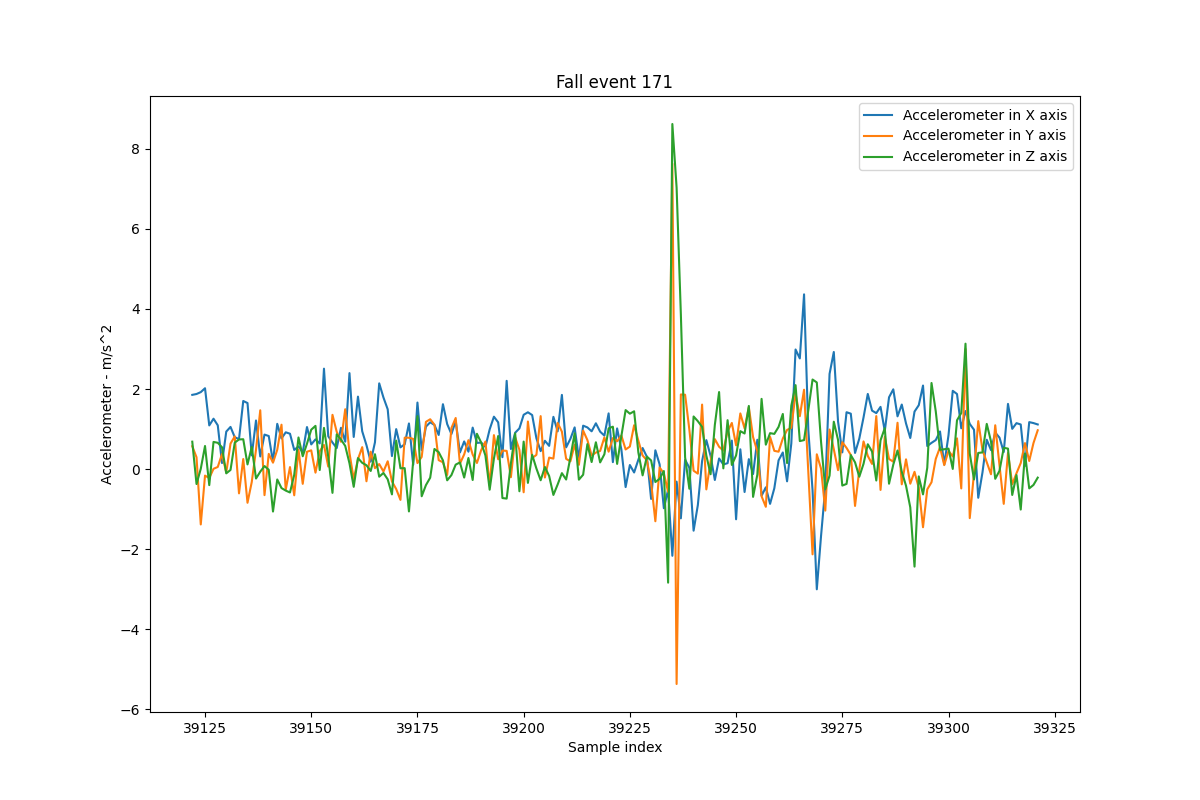 Fall event 171
Accelerometer in X axis
Accelerometer in Y axis
Accelerometer in Z axis
Accelerometer - m/s^2
8
6
4
2
0
−2
−4
−6
39125 39150 39175 39200 39225 39250 39275 39300 39325
Sample index